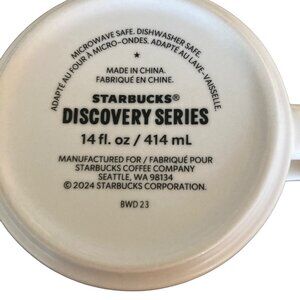 MICROWAVE SAFE. DISHWASHER SAFE.
ADAPTÉ AU FOUR À MICRO-ONDES. ADAPTÉ AU LAVE-VAISSELLE.
MADE IN CHINA.
FABRIQUÉ EN CHINE.
STARBUCKS®
DISCOVERY SERIES
14 fl. oz / 414 mL
MANUFACTURED FOR / FABRIQUÉ POUR
STARBUCKS COFFEE COMPANY
SEATTLE, WA 98134
© 2024 STARBUCKS CORPORATION.
BWD 23